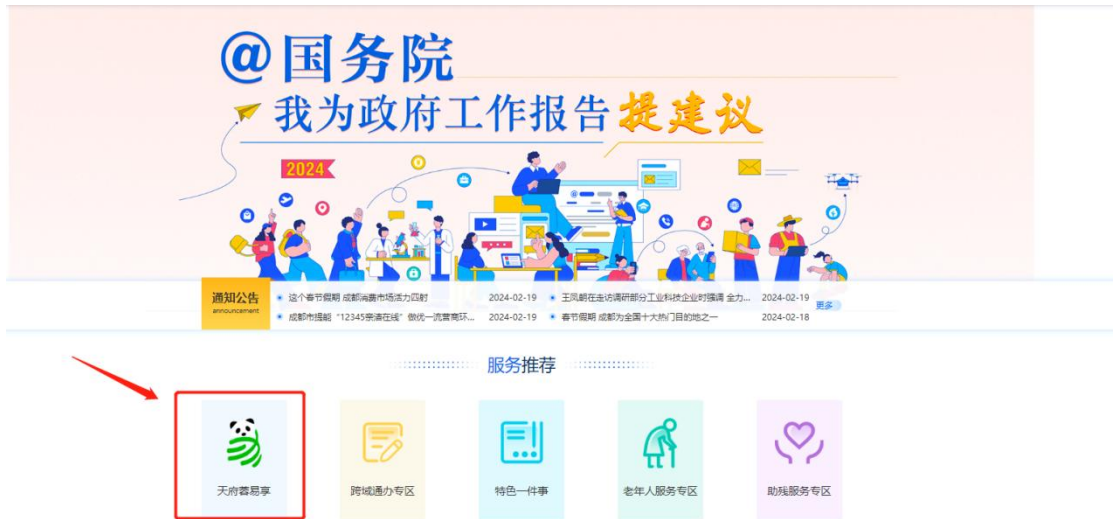 @国务院
我为政府工作报告提建议
2024
通知公告
announcement
这个春节假期 成都消费市场活力四射 2024-02-19
王凤朝在走访调研部分工业科技企业时强调 全力... 2024-02-19
更多
成都市提能“12345亲清在线”做优一流营商环... 2024-02-19
春节假期 成都为全国十大热门目的地之一 2024-02-18
服务推荐
天府蓉易享
跨域通办专区
特色一件事
老年人服务专区
助残服务专区